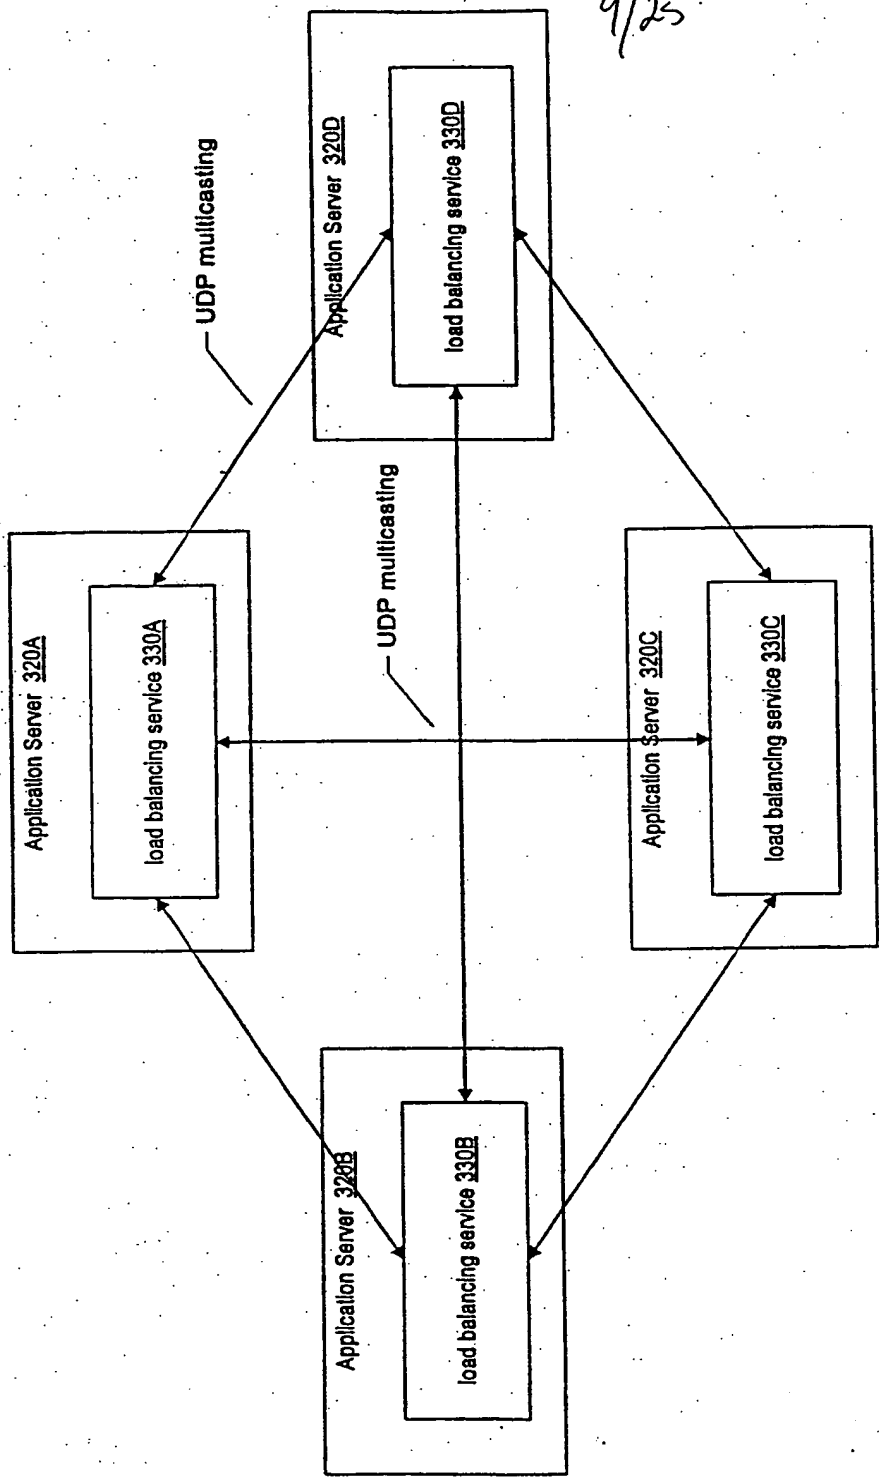 9/25
UDP multicasting
Application Server 320A
load balancing service 330A
Application Server 320B
load balancing service 330B
UDP multicasting
Application Server 320D
load balancing service 330D
Application Server 320C
load balancing service 330C